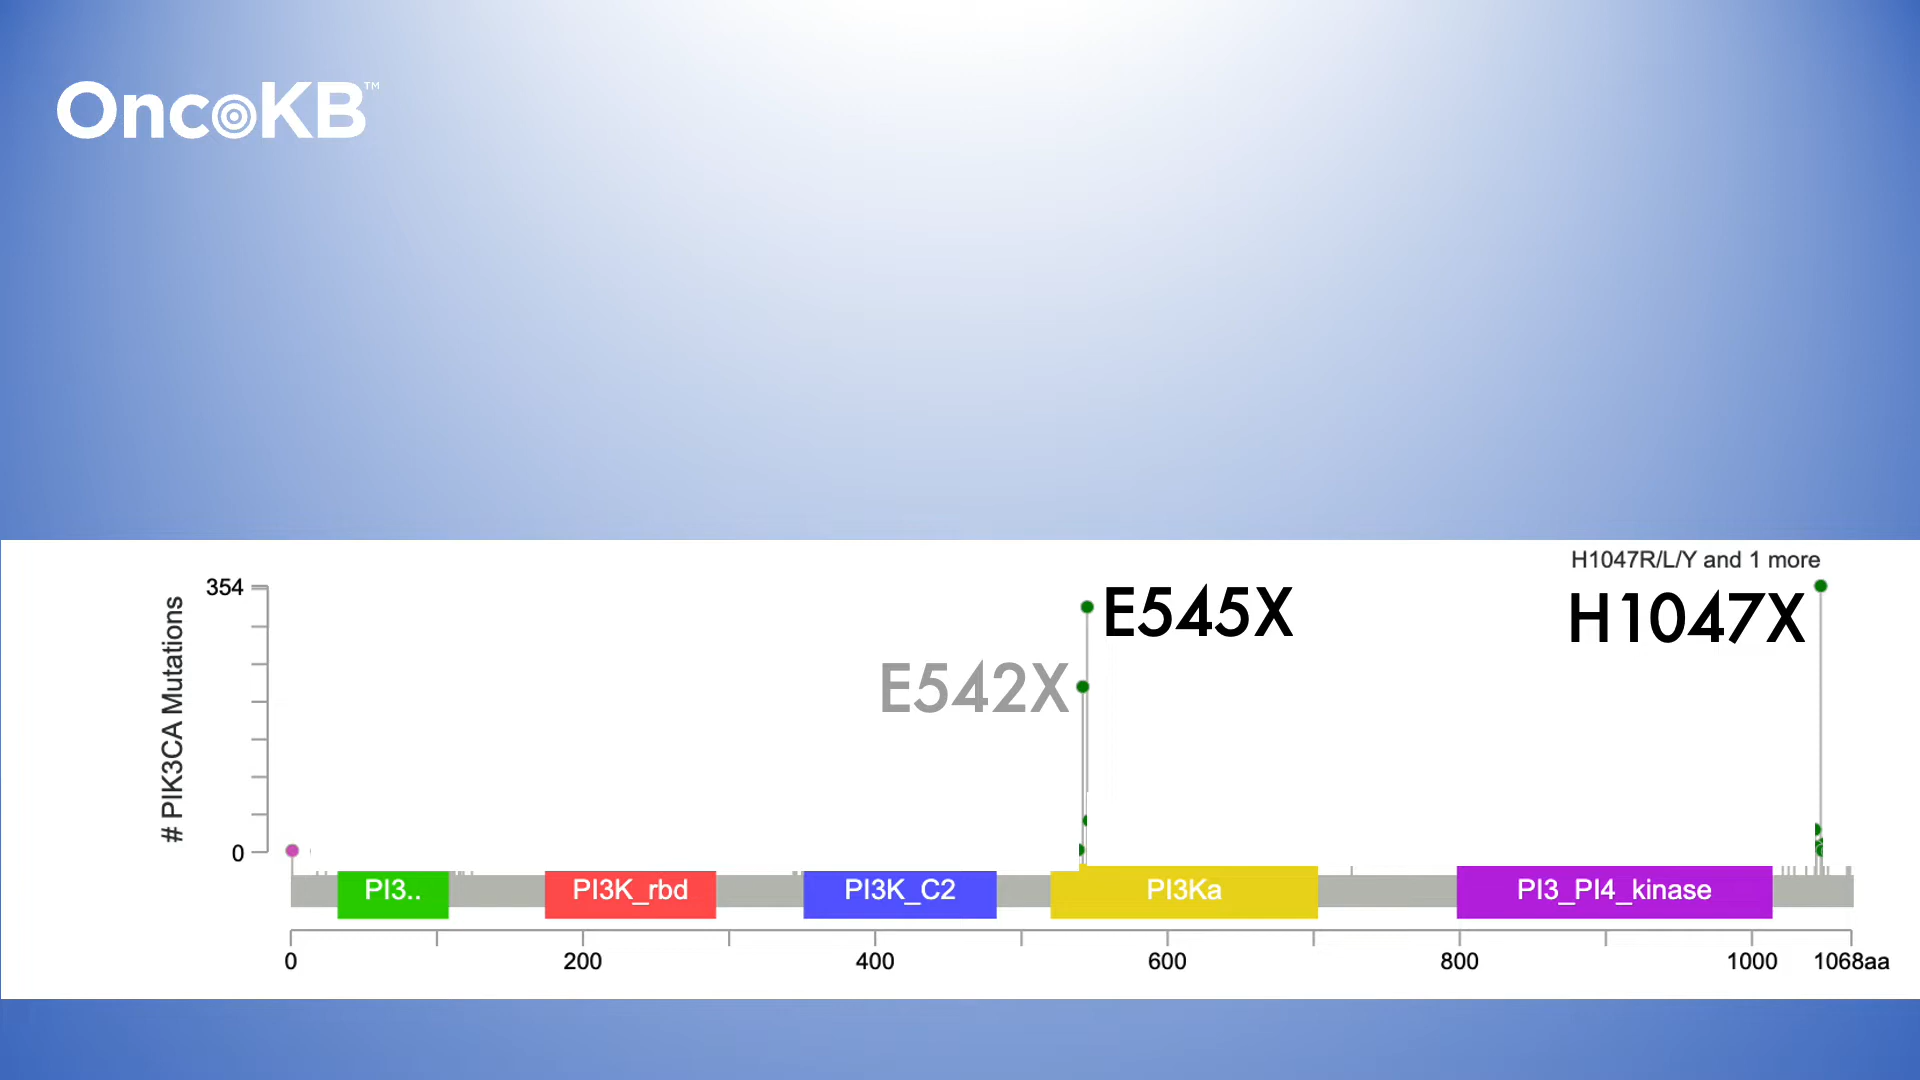 OncoKB™
H1047R/L/Y and 1 more
354
E545X
H1047X
E542X
# PIK3CA Mutations
0
PI3..
PI3K_rbd
PI3K_C2
PI3Ka
PI3_PI4_kinase
0
200
400
600
800
1000
1068aa